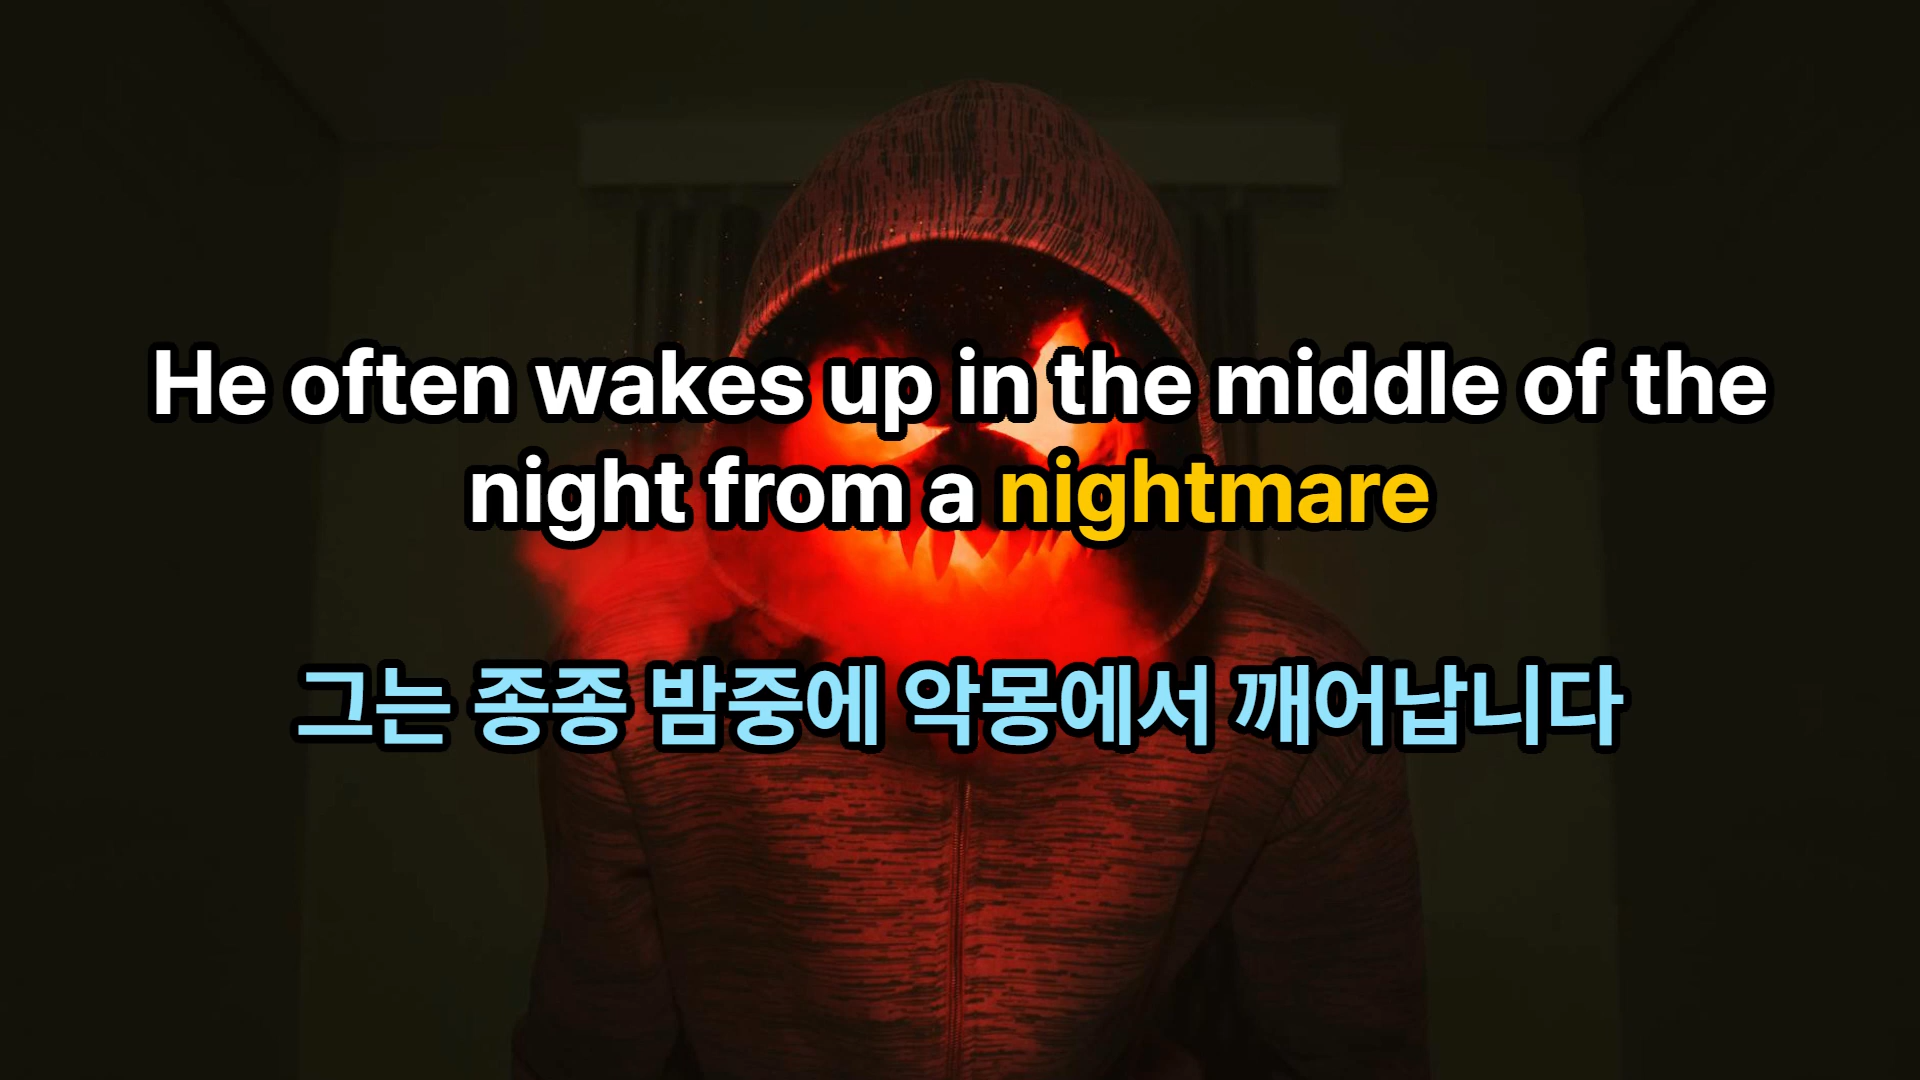 He often wakes up in the middle of the
night from a nightmare
그는 종종 밤중에 악몽에서 깨어납니다